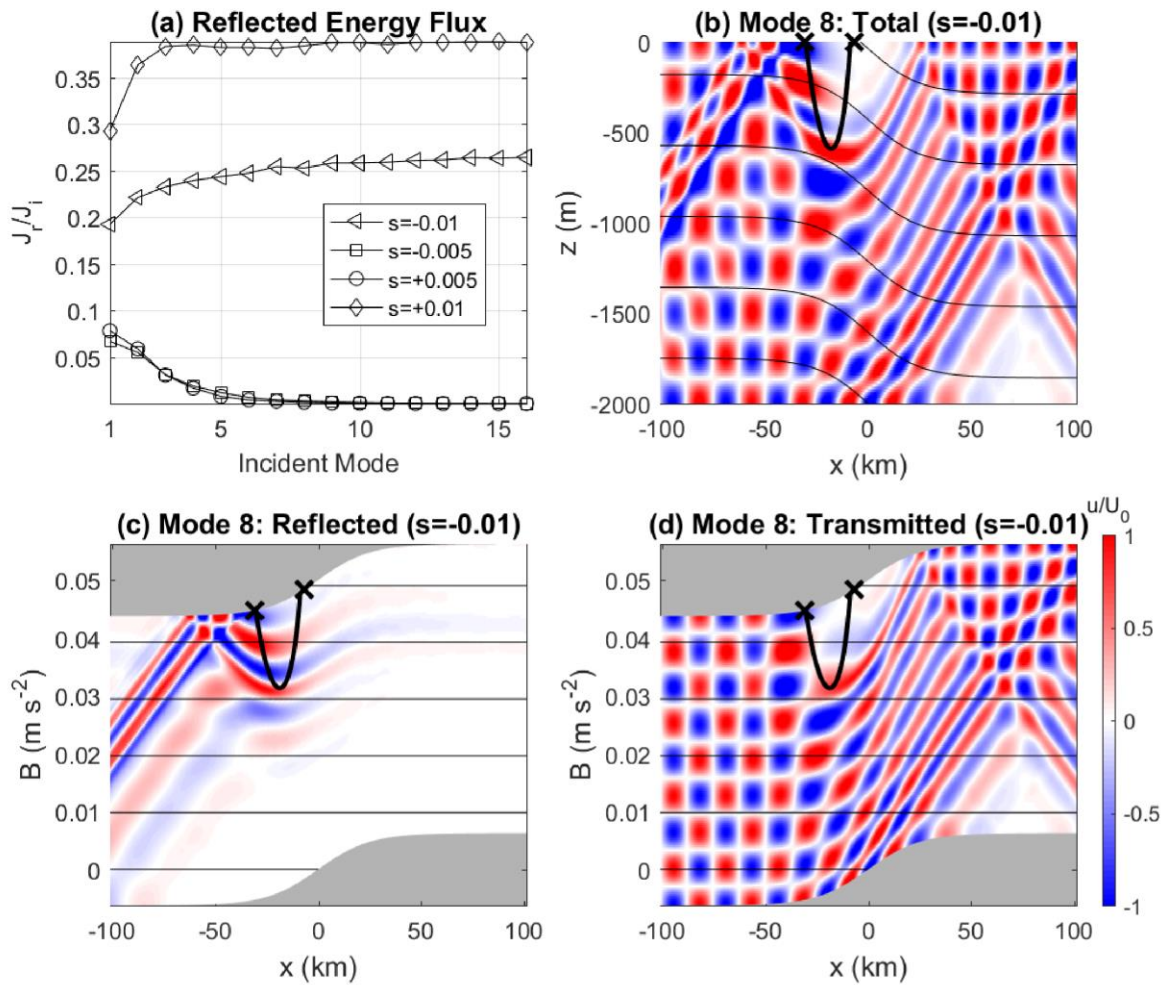 (a) Reflected Energy Flux
J_r/J_i
0.35
0.3
0.25
0.2
0.15
0.1
0.05
s=-0.01
s=-0.005
s=+0.005
s=+0.01
1 5 10 15
Incident Mode
(b) Mode 8: Total (s=-0.01)
z (m)
0
-500
-1000
-1500
-2000
-100 -50 0 50 100
x (km)
(c) Mode 8: Reflected (s=-0.01)
B (m s⁻²)
0.05
0.04
0.03
0.02
0.01
0
-100 -50 0 50 100
x (km)
(d) Mode 8: Transmitted (s=-0.01)
B (m s⁻²)
0.05
0.04
0.03
0.02
0.01
0
-100 -50 0 50 100
x (km)
u/U_0
1
0.5
0
-0.5
-1